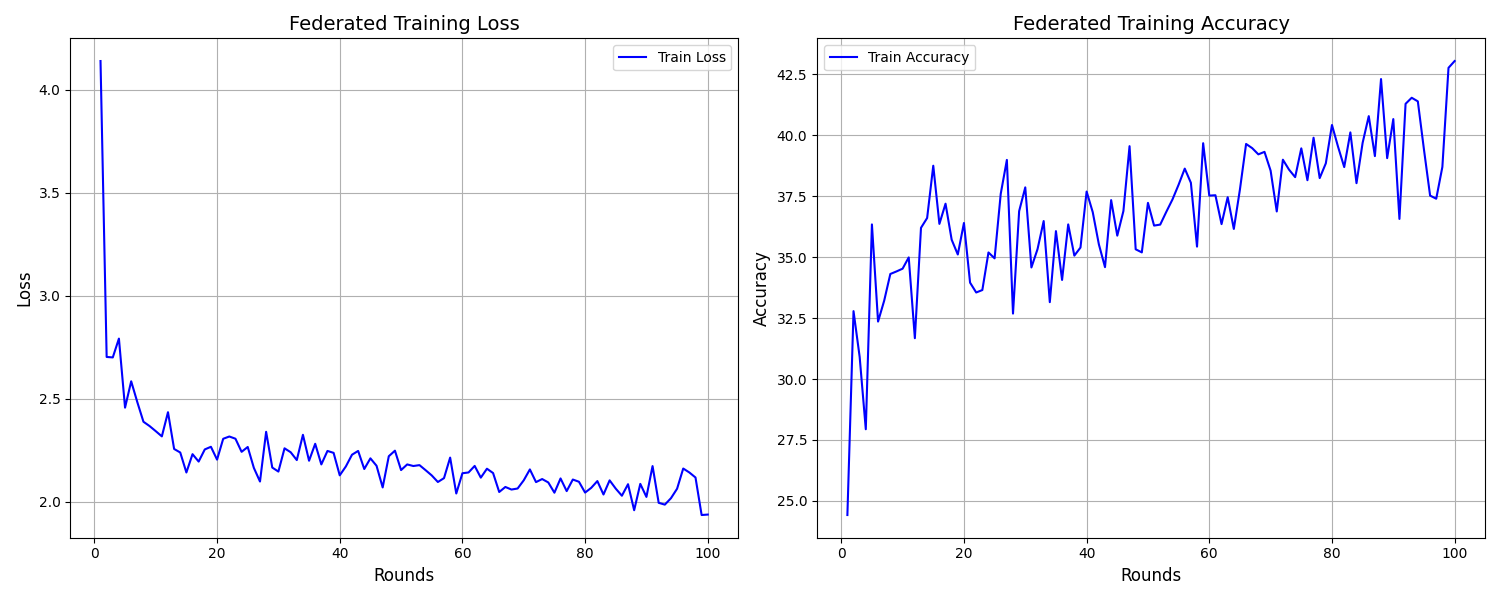 Federated Training Loss
Train Loss
4.0
3.5
3.0
2.5
2.0
Loss
0 20 40 60 80 100
Rounds
Federated Training Accuracy
Train Accuracy
42.5
40.0
37.5
35.0
32.5
30.0
27.5
25.0
Accuracy
0 20 40 60 80 100
Rounds